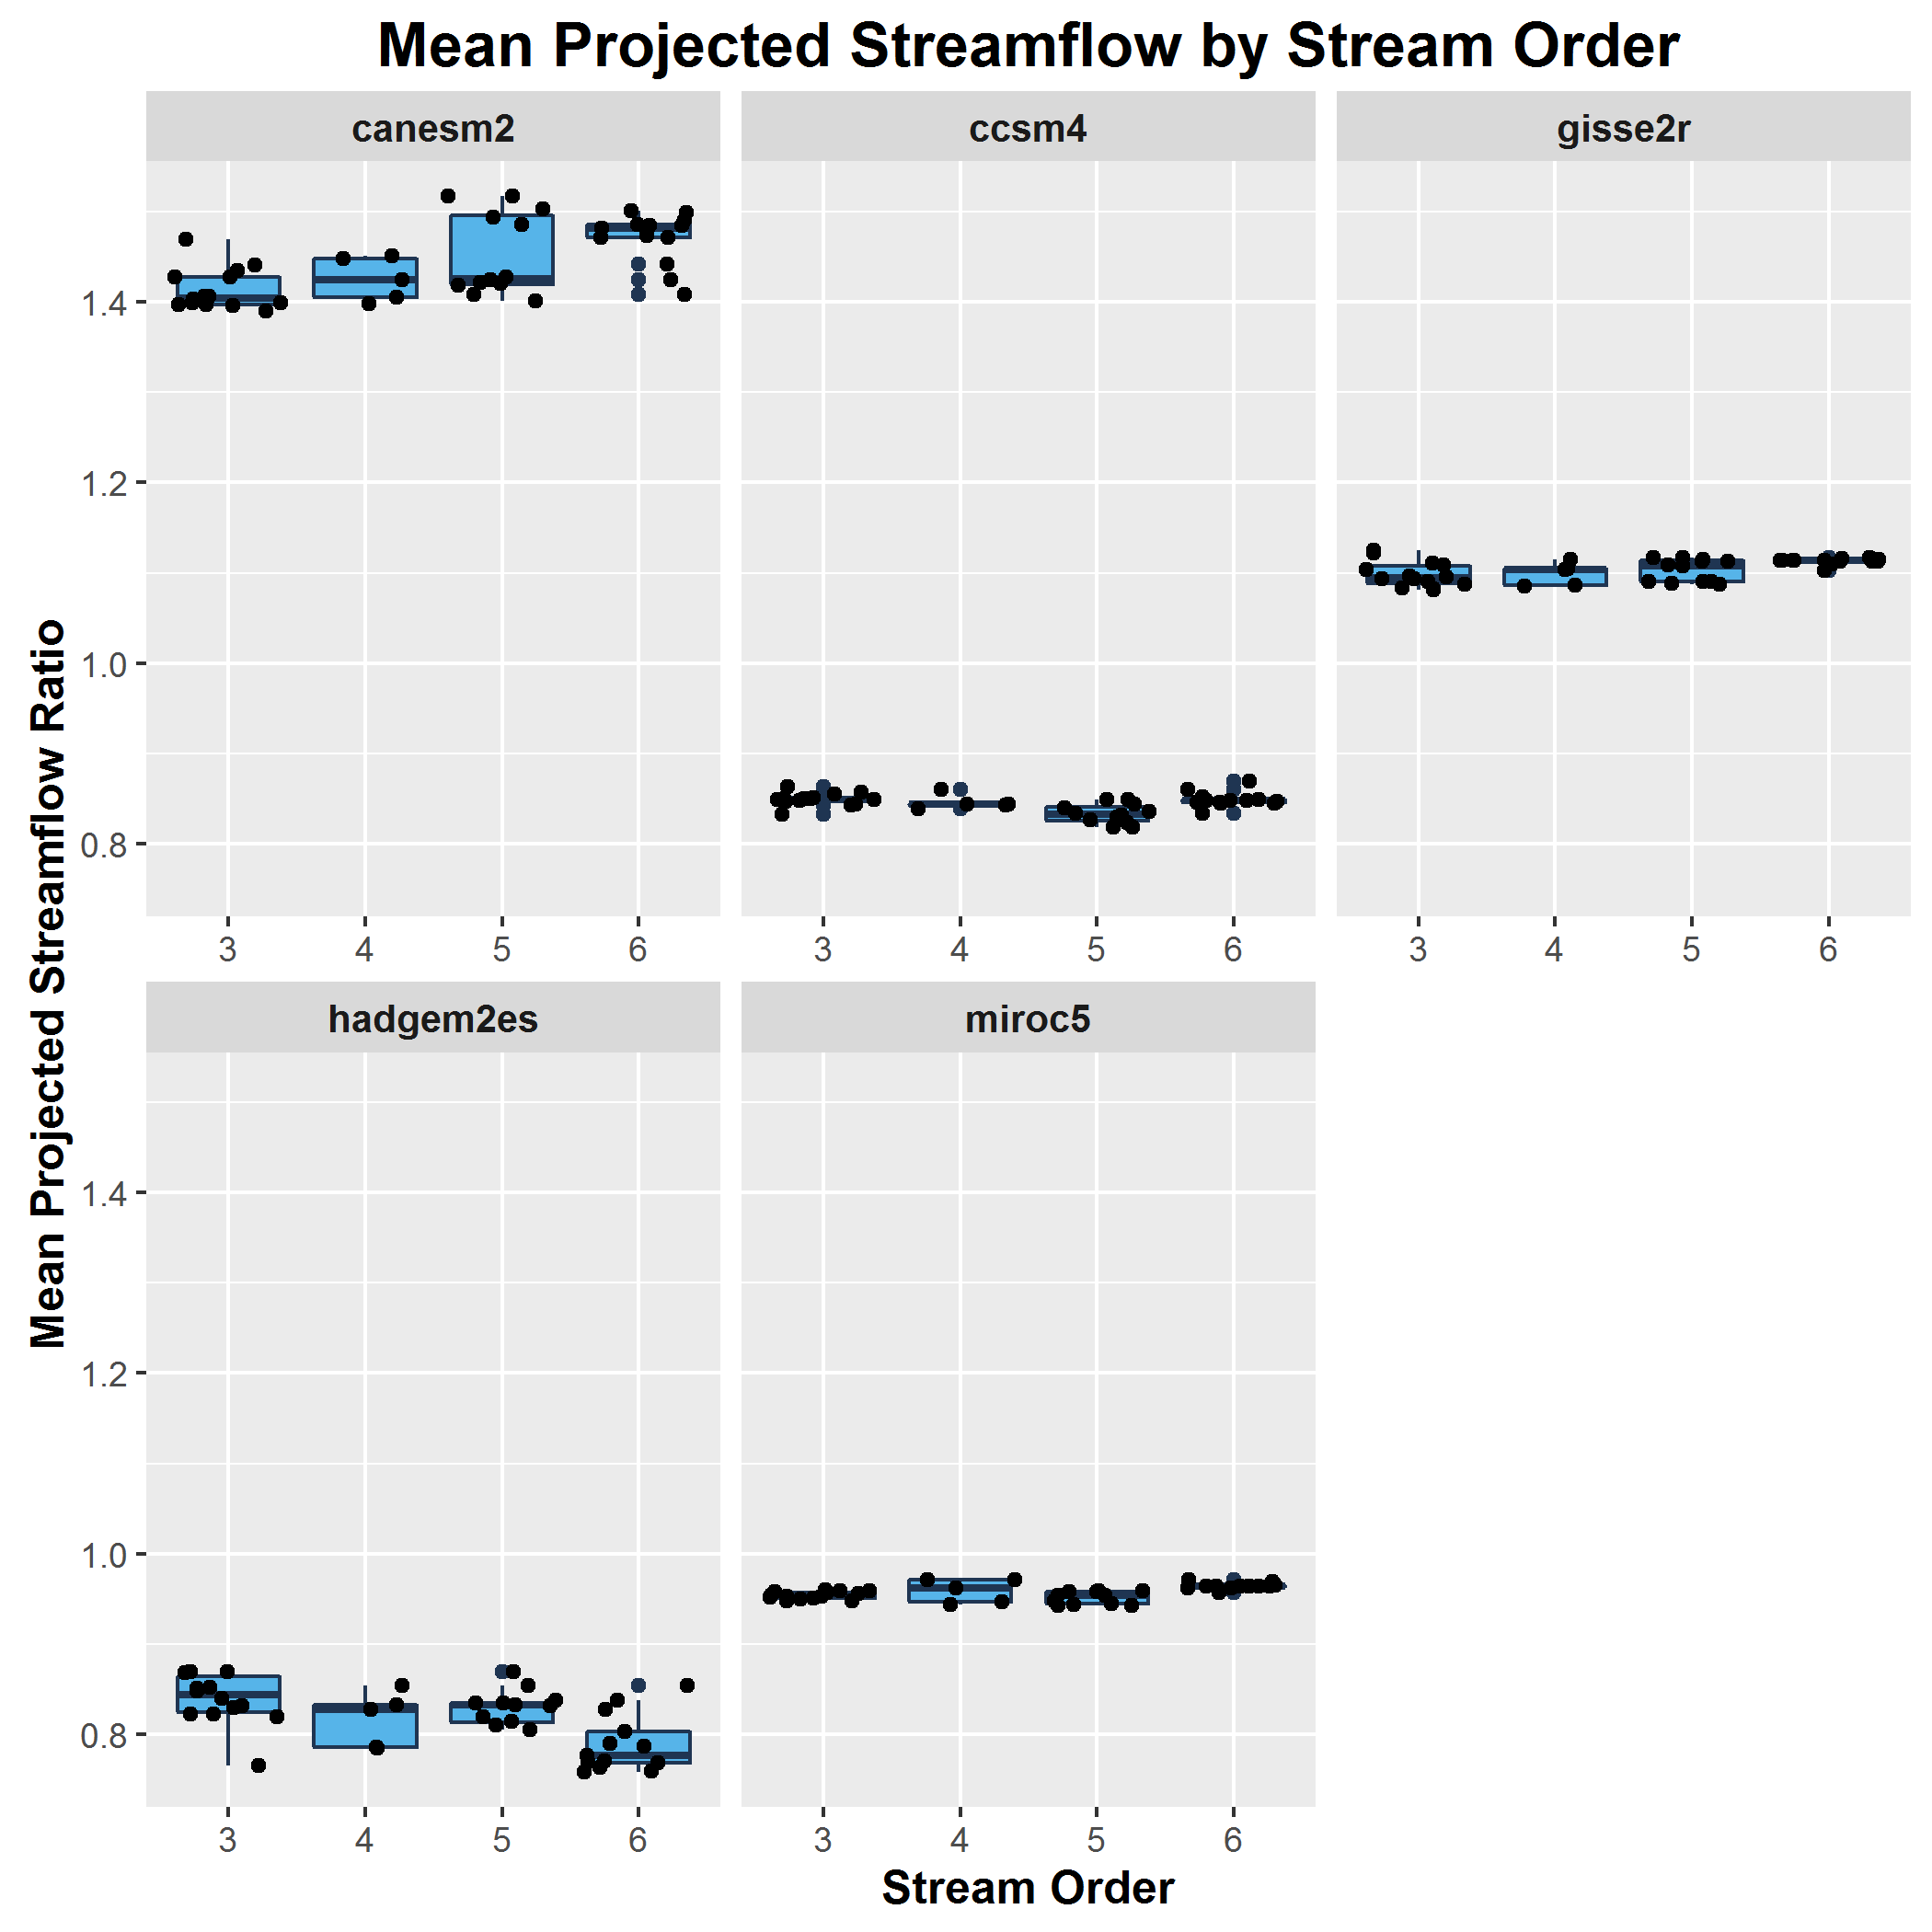 Mean Projected Streamflow by Stream Order
canesm2
ccsm4
gisse2r
Mean Projected Streamflow Ratio
1.4
1.2
1.0
0.8
3 4 5 6
3 4 5 6
3 4 5 6
hadgem2es
miroc5
1.4
1.2
1.0
0.8
3 4 5 6
3 4 5 6
Stream Order